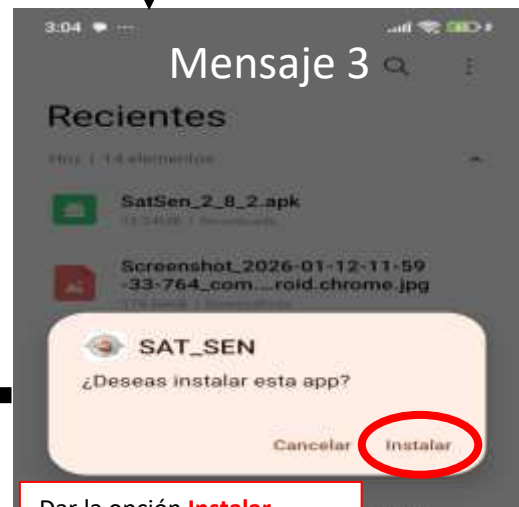 3:04
Mensaje 3
Recientes
Hoy | 14 elementos
SatSen_2_8_2.apk
Screenshot_2026-01-12-11-59
-33-764_com....roid.chrome.jpg
SAT_SEN
¿Deseas instalar esta app?
Cancelar Instalar
Dar la opción Instalar